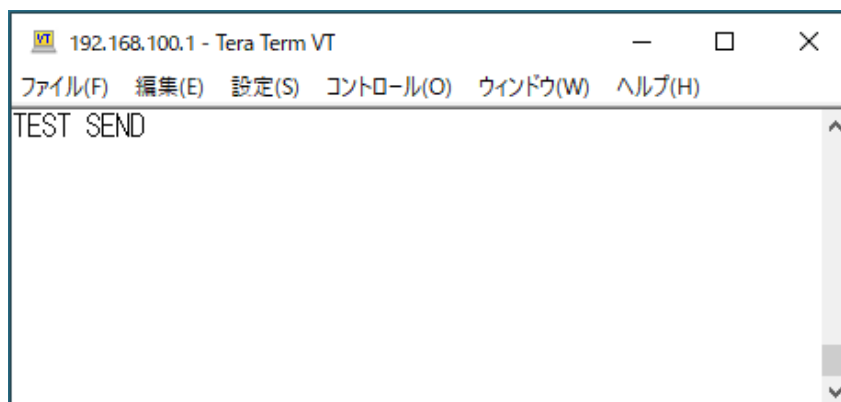 192.168.100.1 - Tera Term VT
ファイル(F) 編集(E) 設定(S) コントロール(O) ウィンドウ(W) ヘルプ(H)
TEST SEND